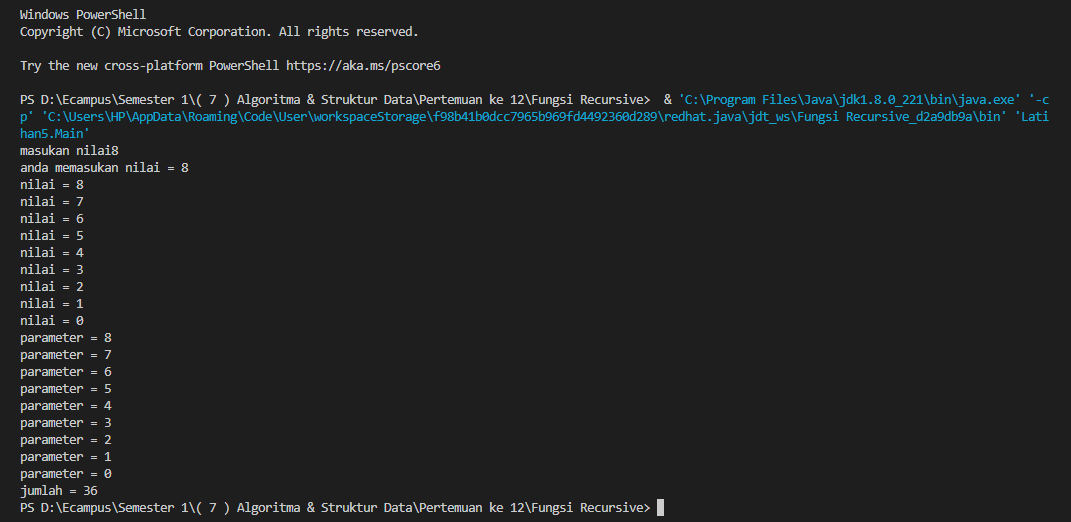 Windows PowerShell
Copyright (C) Microsoft Corporation. All rights reserved.
Try the new cross-platform PowerShell https://aka.ms/pscore6
PS D:\Ecampus\Semester 1\( 7 ) Algoritma & Struktur Data\Pertemuan ke 12\Fungsi Recursive>  & 'C:\Program Files\Java\jdk1.8.0_221\bin\java.exe' '-c
p' 'C:\Users\HP\AppData\Roaming\Code\User\workspaceStorage\f98b41b0dcc7965b969fd4492360d289\redhat.java\jdt_ws\Fungsi Recursive_d2a9db9a\bin' 'Lati
han5.Main'
masukan nilai8
anda memasukan nilai = 8
nilai = 8
nilai = 7
nilai = 6
nilai = 5
nilai = 4
nilai = 3
nilai = 2
nilai = 1
nilai = 0
parameter = 8
parameter = 7
parameter = 6
parameter = 5
parameter = 4
parameter = 3
parameter = 2
parameter = 1
parameter = 0
jumlah = 36
PS D:\Ecampus\Semester 1\( 7 ) Algoritma & Struktur Data\Pertemuan ke 12\Fungsi Recursive>